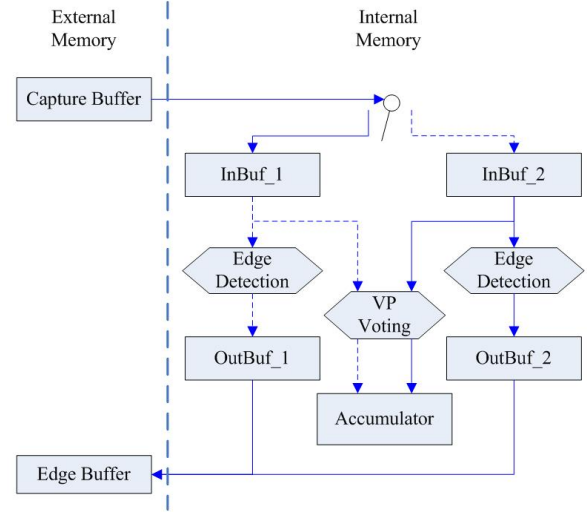 External
Memory
Internal
Memory
Capture Buffer
InBuf_1
InBuf_2
Edge
Detection
VP
Voting
Edge
Detection
OutBuf_1
OutBuf_2
Accumulator
Edge Buffer